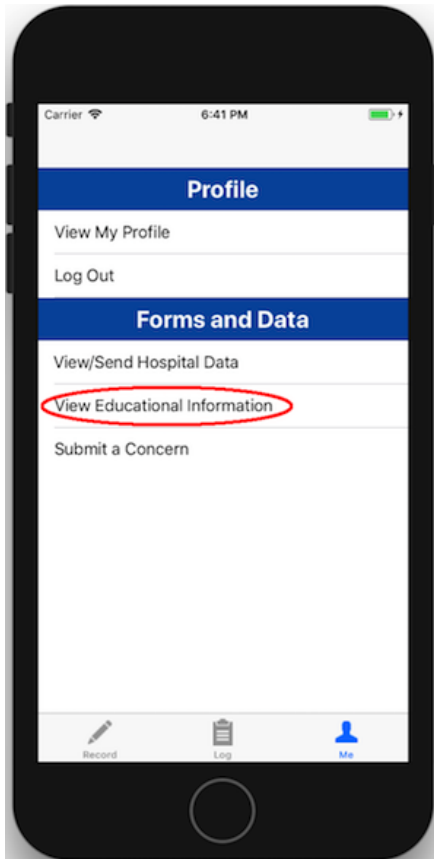 Carrier 6:41 PM
Profile
View My Profile
Log Out
Forms and Data
View/Send Hospital Data
View Educational Information
Submit a Concern
Record Log Me